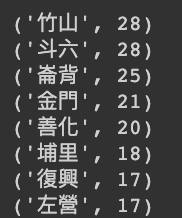 ('竹山', 28)
('斗六', 28)
('崙背', 25)
('金門', 21)
('善化', 20)
('埔里', 18)
('復興', 17)
('左營', 17)